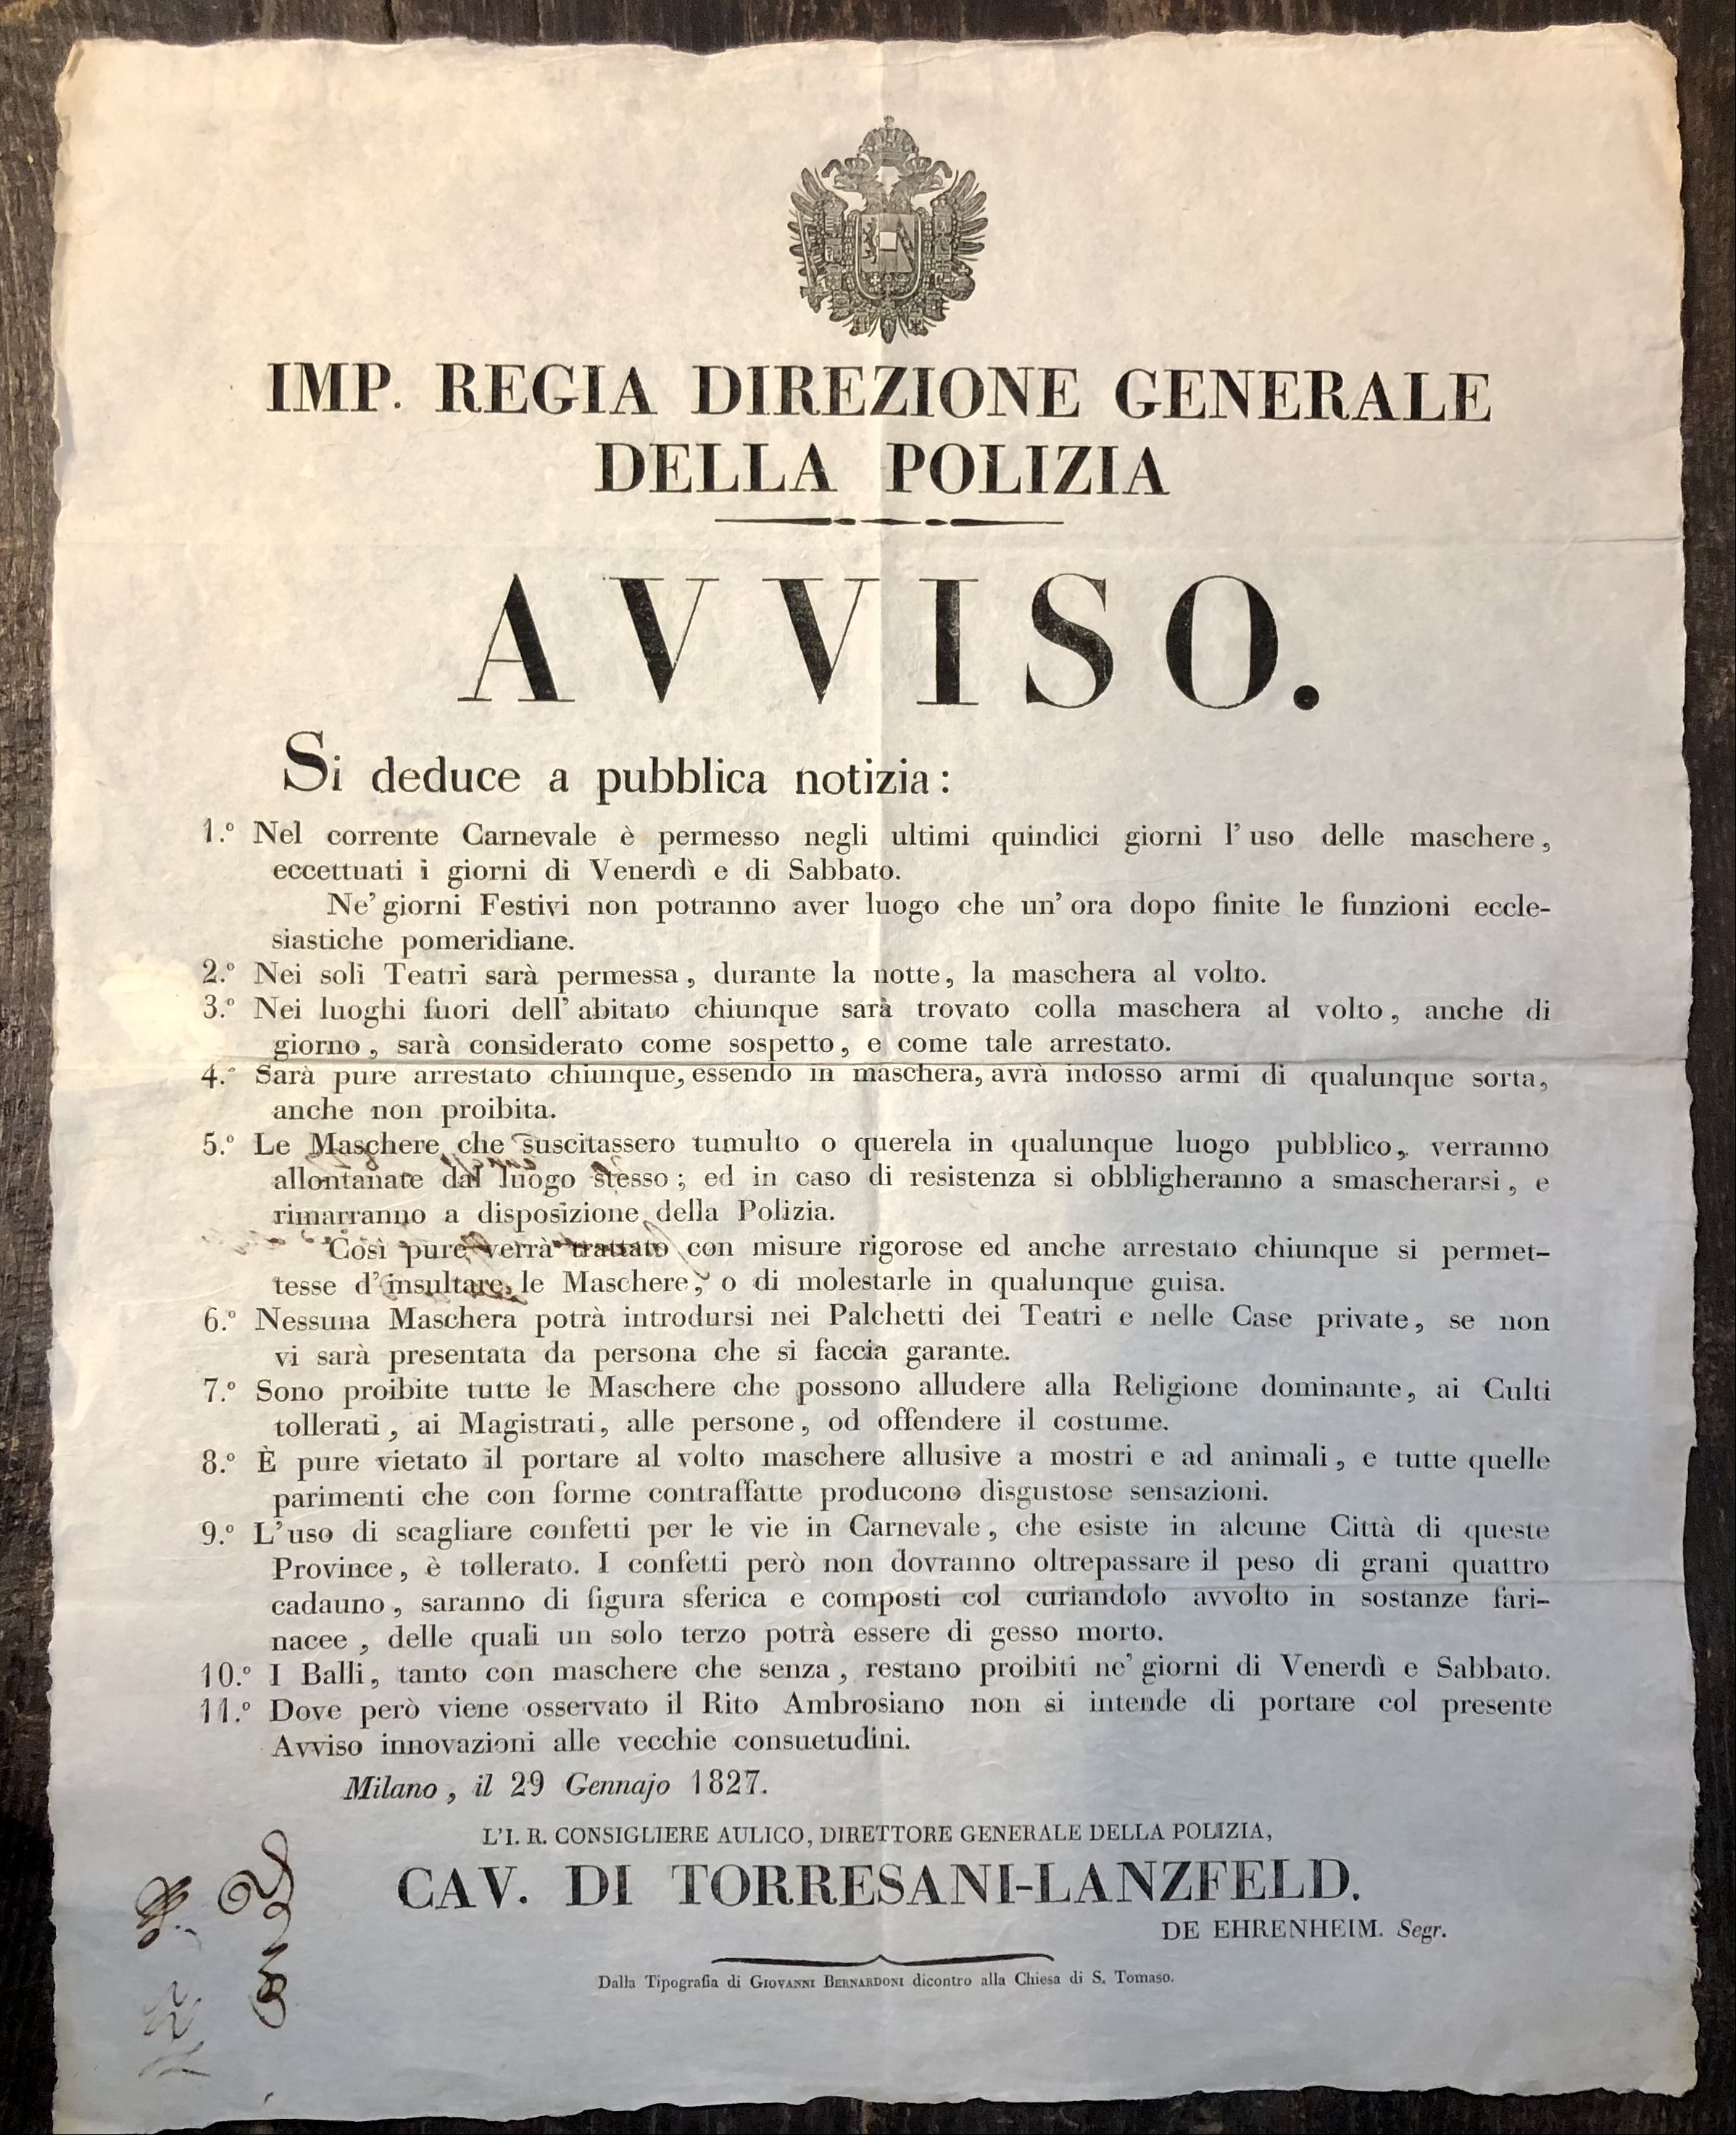 IMP. REGIA DIREZIONE GENERALE
DELLA POLIZIA
AVVISO.
Si deduce a pubblica notizia:
1.° Nel corrente Carnevale è permesso negli ultimi quindici giorni l'uso delle maschere,
eccettuati i giorni di Venerdì e di Sabbato.
Ne' giorni Festivi non potranno aver luogo che un' ora dopo finite le funzioni eccle-
siastiche pomeridiane.
2.° Nei soli Teatri sarà permessa, durante la notte, la maschera al volto.
3.° Nei luoghi fuori dell' abitato chiunque sarà trovato colla maschera al volto, anche di
giorno, sarà considerato come sospetto, e come tale arrestato.
4.° Sarà pure arrestato chiunque, essendo in maschera, avrà indosso armi di qualunque sorta,
anche non proibita.
5.° Le Maschere che suscitassero tumulto o querela in qualunque luogo pubblico, verranno
allontanate dal luogo stesso; ed in caso di resistenza si obbligheranno a smascherarsi, e
rimarranno a disposizione della Polizia.
Così pure verrà trattato con misure rigorose ed anche arrestato chiunque si permet-
tesse d' insultare le Maschere, o di molestarle in qualunque guisa.
6.° Nessuna Maschera potrà introdursi nei Palchetti dei Teatri e nelle Case private, se non
vi sarà presentata da persona che si faccia garante.
7.° Sono proibite tutte le Maschere che possono alludere alla Religione dominante, ai Culti
tollerati, ai Magistrati, alle persone, od offendere il costume.
8.° È pure vietato il portare al volto maschere allusive a mostri e ad animali, e tutte quelle
parimenti che con forme contraffatte producono disgustose sensazioni.
9.° L'uso di scagliare confetti per le vie in Carnevale, che esiste in alcune Città di queste
Province, è tollerato. I confetti però non dovranno oltrepassare il peso di grani quattro
cadauno, saranno di figura sferica e composti col curiandolo avvolto in sostanze fari-
nacee, delle quali un solo terzo potrà essere di gesso morto.
10.° I Balli, tanto con maschere che senza, restano proibiti ne' giorni di Venerdì e Sabbato.
11.° Dove però viene osservato il Rito Ambrosiano non si intende di portare col presente
Avviso innovazioni alle vecchie consuetudini.
Milano, il 29 Gennajo 1827.
L'I. R. CONSIGLIERE AULICO, DIRETTORE GENERALE DELLA POLIZIA,
CAV. DI TORRESANI-LANZFELD.
DE EHRENHEIM. Segr.
Dalla Tipografia di GIOVANNI BERNARDONI dicontro alla Chiesa di S. Tomaso.